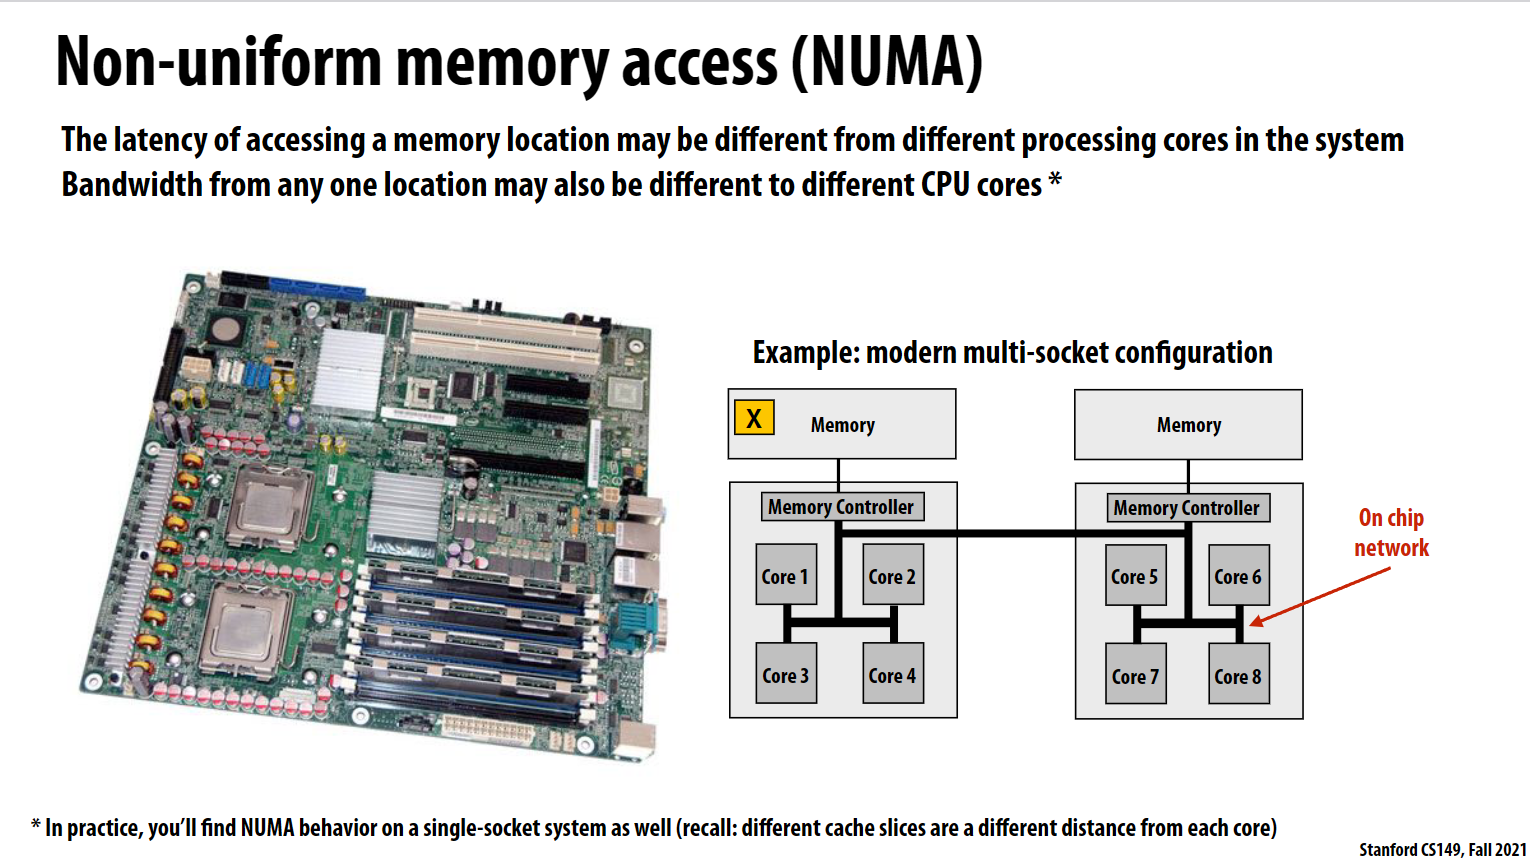 Non-uniform memory access (NUMA)
The latency of accessing a memory location may be different from different processing cores in the system
Bandwidth from any one location may also be different to different CPU cores *
Example: modern multi-socket configuration
X
Memory
Memory
Memory Controller
Memory Controller
On chip
network
Core 1
Core 2
Core 5
Core 6
Core 3
Core 4
Core 7
Core 8
* In practice, you'll find NUMA behavior on a single-socket system as well (recall: different cache slices are a different distance from each core)
Stanford CS149, Fall 2021